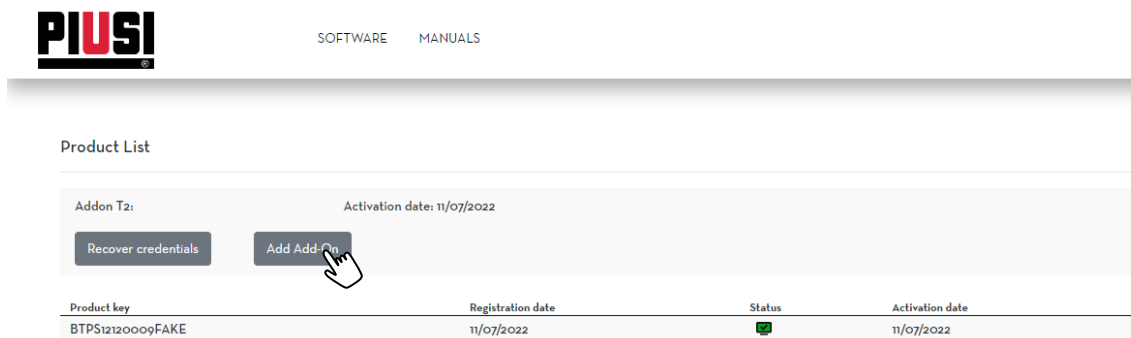 PIUSI
®
SOFTWARE MANUALS
Product List
Addon T2: Activation date: 11/07/2022
Recover credentials Add Add-On
Product key Registration date Status Activation date
BTPS12120009FAKE 11/07/2022 11/07/2022